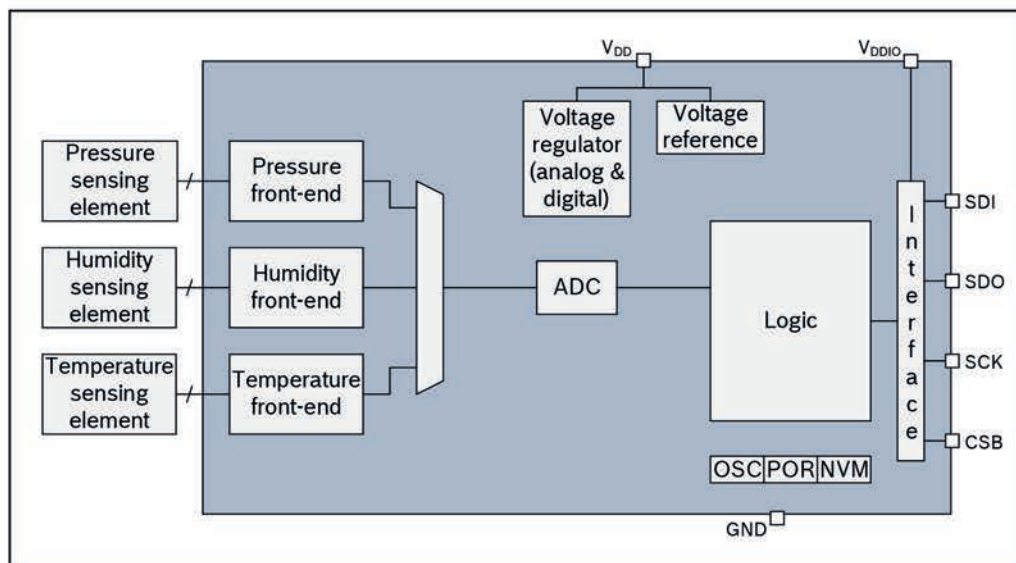 VDD
VDDIO
Voltage
regulator
(analog &
digital)
Voltage
reference
Pressure
sensing
element
Pressure
front-end
Humidity
sensing
element
Humidity
front-end
Temperature
sensing
element
Temperature
front-end
ADC
Logic
Interface
SDI
SDO
SCK
CSB
OSC POR NVM
GND